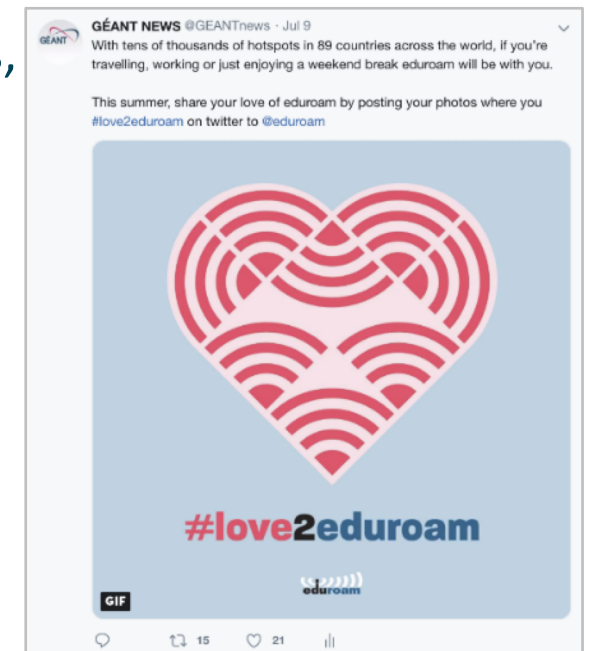 GÉANT NEWS @GEANTnews · Jul 9
GÉANT
With tens of thousands of hotspots in 89 countries across the world, if you're
travelling, working or just enjoying a weekend break eduroam will be with you.
This summer, share your love of eduroam by posting your photos where you
#love2eduroam on twitter to @eduroam
#love2eduroam
eduroam
GIF
15 21